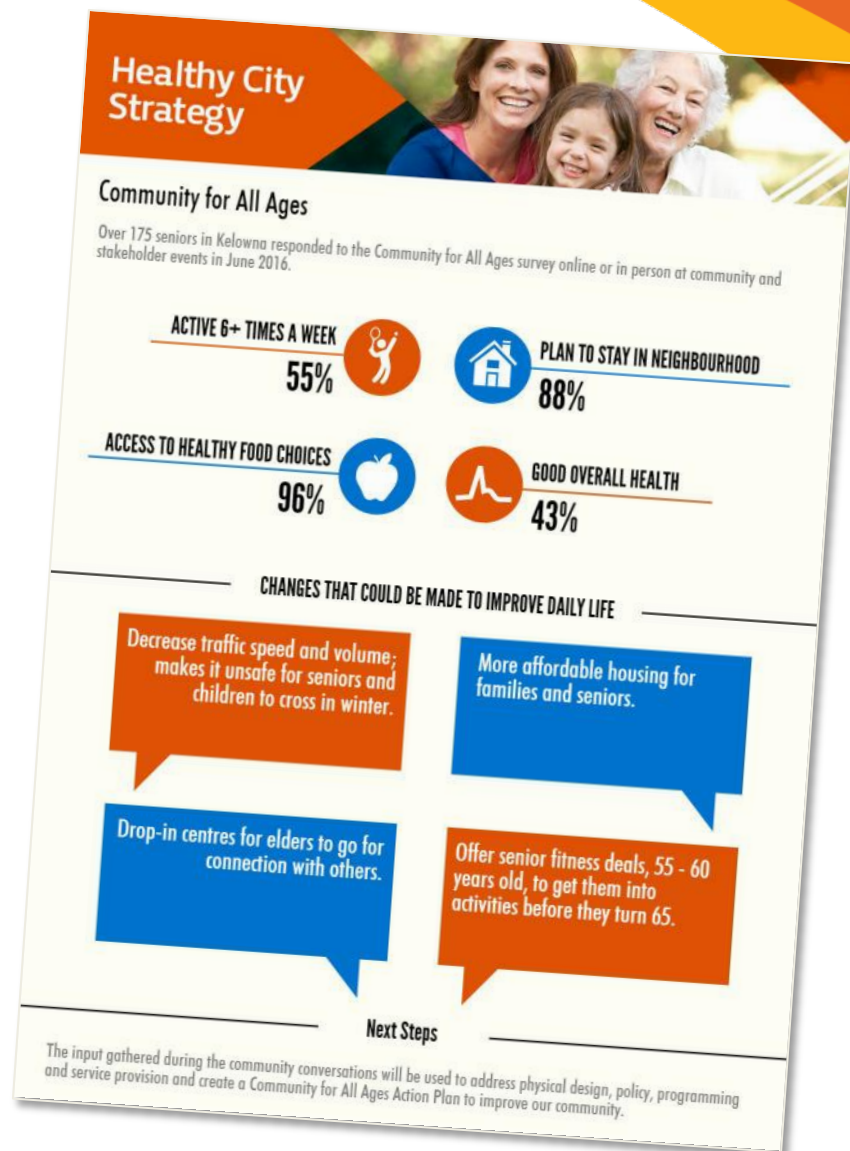 Healthy City
Strategy
Community for All Ages
Over 175 seniors in Kelowna responded to the Community for All Ages survey online or in person at community and
stakeholder events in June 2016.
ACTIVE 6+ TIMES A WEEK
55%
PLAN TO STAY IN NEIGHBOURHOOD
88%
ACCESS TO HEALTHY FOOD CHOICES
96%
GOOD OVERALL HEALTH
43%
CHANGES THAT COULD BE MADE TO IMPROVE DAILY LIFE
Decrease traffic speed and volume;
makes it unsafe for seniors and
children to cross in winter.
More affordable housing for
families and seniors.
Drop-in centres for elders to go for
connection with others.
Offer senior fitness deals, 55 - 60
years old, to get them into
activities before they turn 65.
Next Steps
The input gathered during the community conversations will be used to address physical design, policy, programming
and service provision and create a Community for All Ages Action Plan to improve our community.